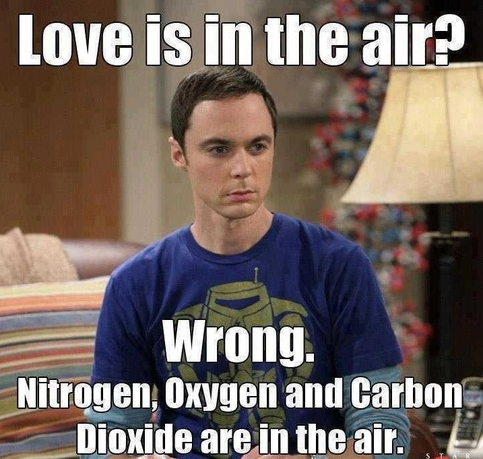 Love is in the air?
Wrong.
Nitrogen, Oxygen and Carbon
Dioxide are in the air.
S T A R